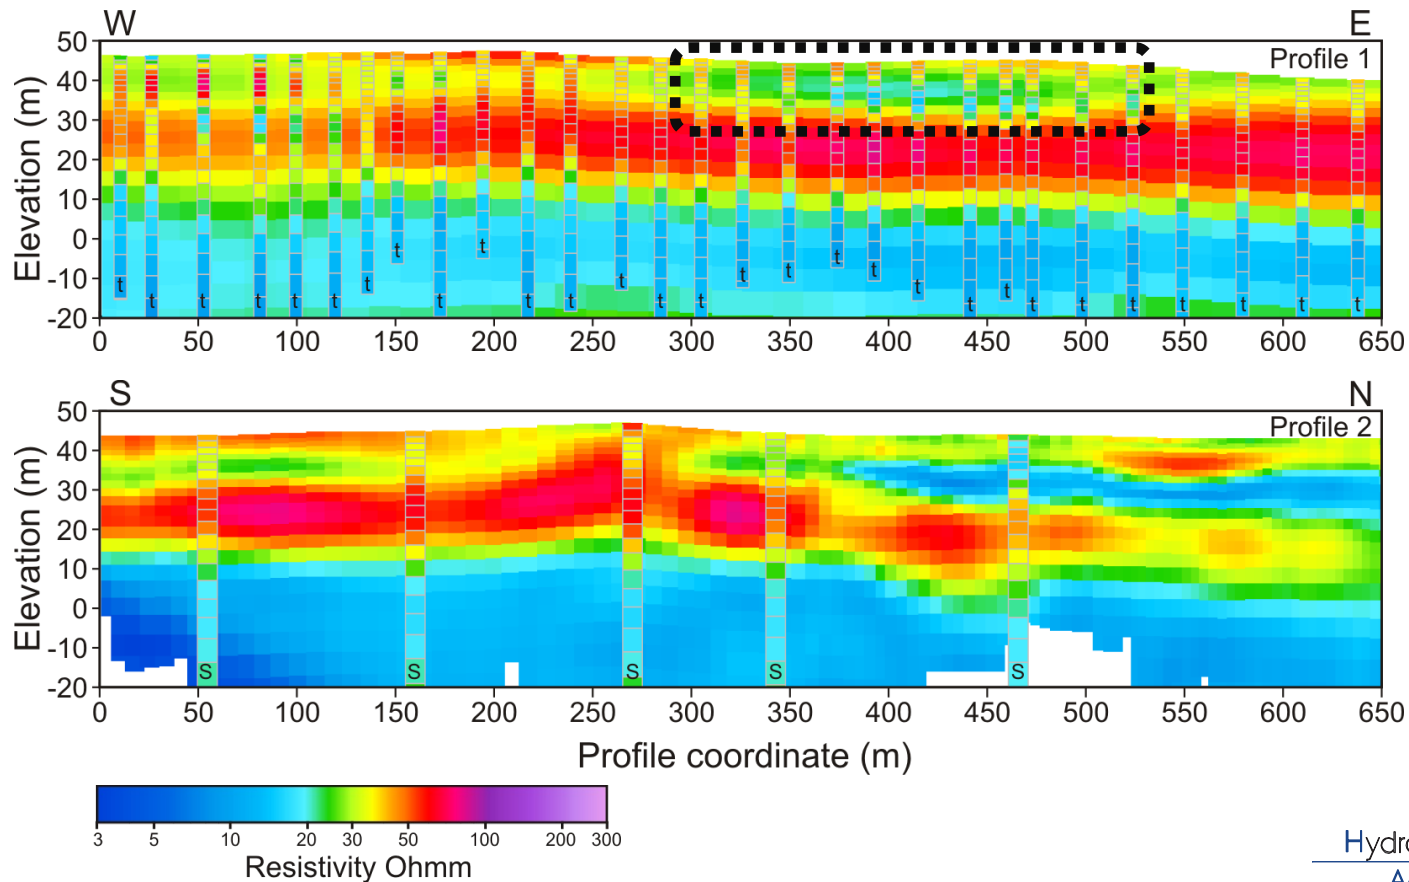 W E
50 Profile 1
40
30
20
10
0
-10
-20
Elevation (m)
t t t t t t t t t t t t t t t t t t t t t t t t t t t t
0 50 100 150 200 250 300 350 400 450 500 550 600 650
S N
50 Profile 2
40
30
20
10
0
-10
-20
Elevation (m)
S S S S S
0 50 100 150 200 250 300 350 400 450 500 550 600 650
Profile coordinate (m)
3 5 10 20 30 50 100 200 300
Resistivity Ohmm